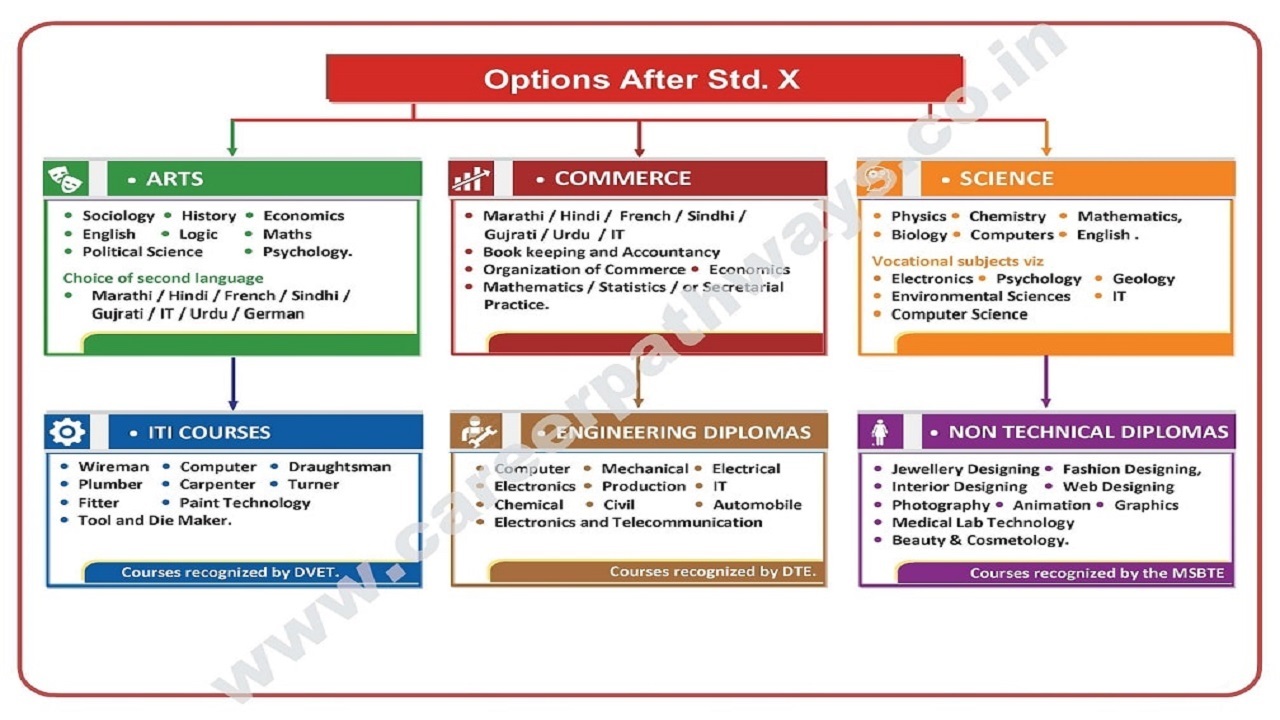 Options After Std. X
• ARTS
• Sociology • History • Economics
• English • Logic • Maths
• Political Science • Psychology.
Choice of second language
• Marathi / Hindi / French / Sindhi /
Gujrati / IT / Urdu / German
• COMMERCE
• Marathi / Hindi / French / Sindhi /
Gujrati / Urdu / IT
• Book keeping and Accountancy
• Organization of Commerce • Economics
• Mathematics / Statistics / or Secretarial
Practice.
• SCIENCE
• Physics • Chemistry • Mathematics,
• Biology • Computers • English .
Vocational subjects viz
• Electronics • Psychology • Geology
• Environmental Sciences • IT
• Computer Science
• ITI COURSES
• Wireman • Computer • Draughtsman
• Plumber • Carpenter • Turner
• Fitter • Paint Technology
• Tool and Die Maker.
Courses recognized by DVET.
• ENGINEERING DIPLOMAS
• Computer • Mechanical • Electrical
• Electronics • Production • IT
• Chemical • Civil • Automobile
• Electronics and Telecommunication
Courses recognized by DTE.
• NON TECHNICAL DIPLOMAS
• Jewellery Designing • Fashion Designing,
• Interior Designing • Web Designing
• Photography • Animation • Graphics
• Medical Lab Technology
• Beauty & Cosmetology.
Courses recognized by the MSBTE
www.careerpathways.co.in